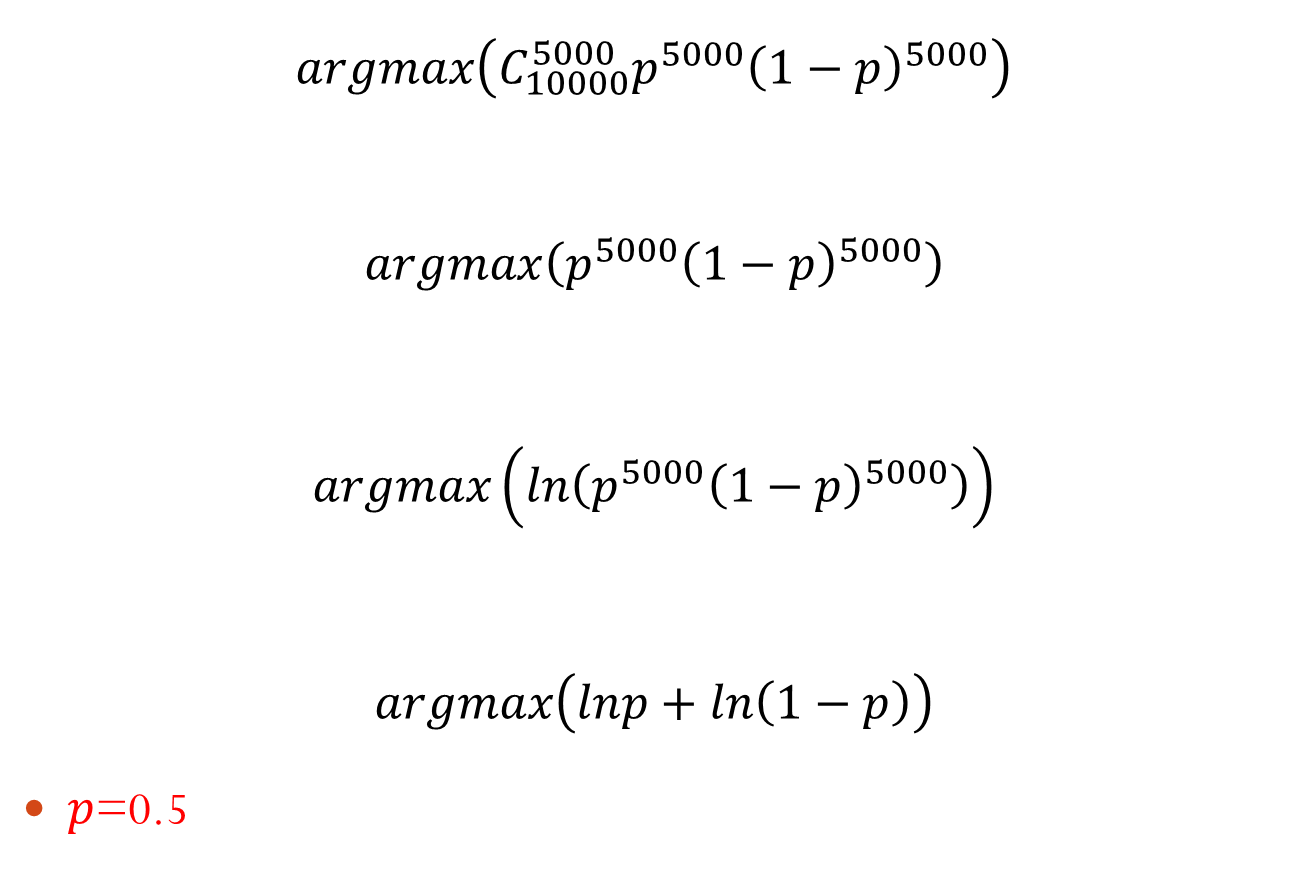 argmax(C_{10000}^{5000}p^{5000}(1 − p)^{5000})
argmax(p^{5000}(1 − p)^{5000})
argmax(ln(p^{5000}(1 − p)^{5000}))
argmax(lnp + ln(1 − p))
• p=0.5